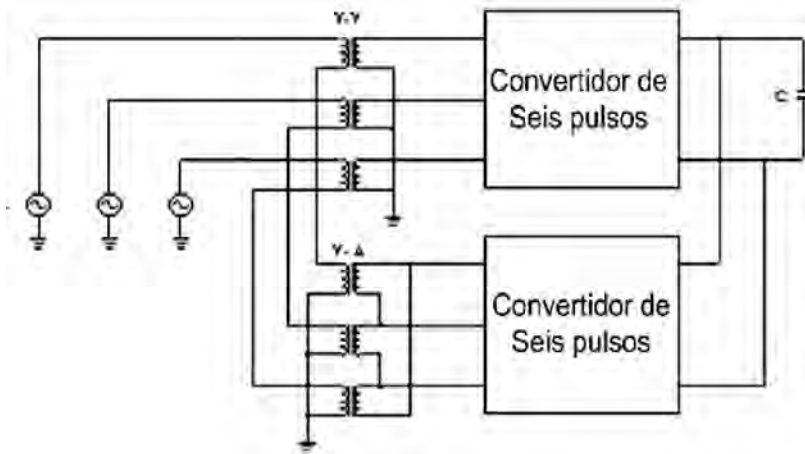 Y-Y
Convertidor de
Seis pulsos
C
Y-Δ
Convertidor de
Seis pulsos